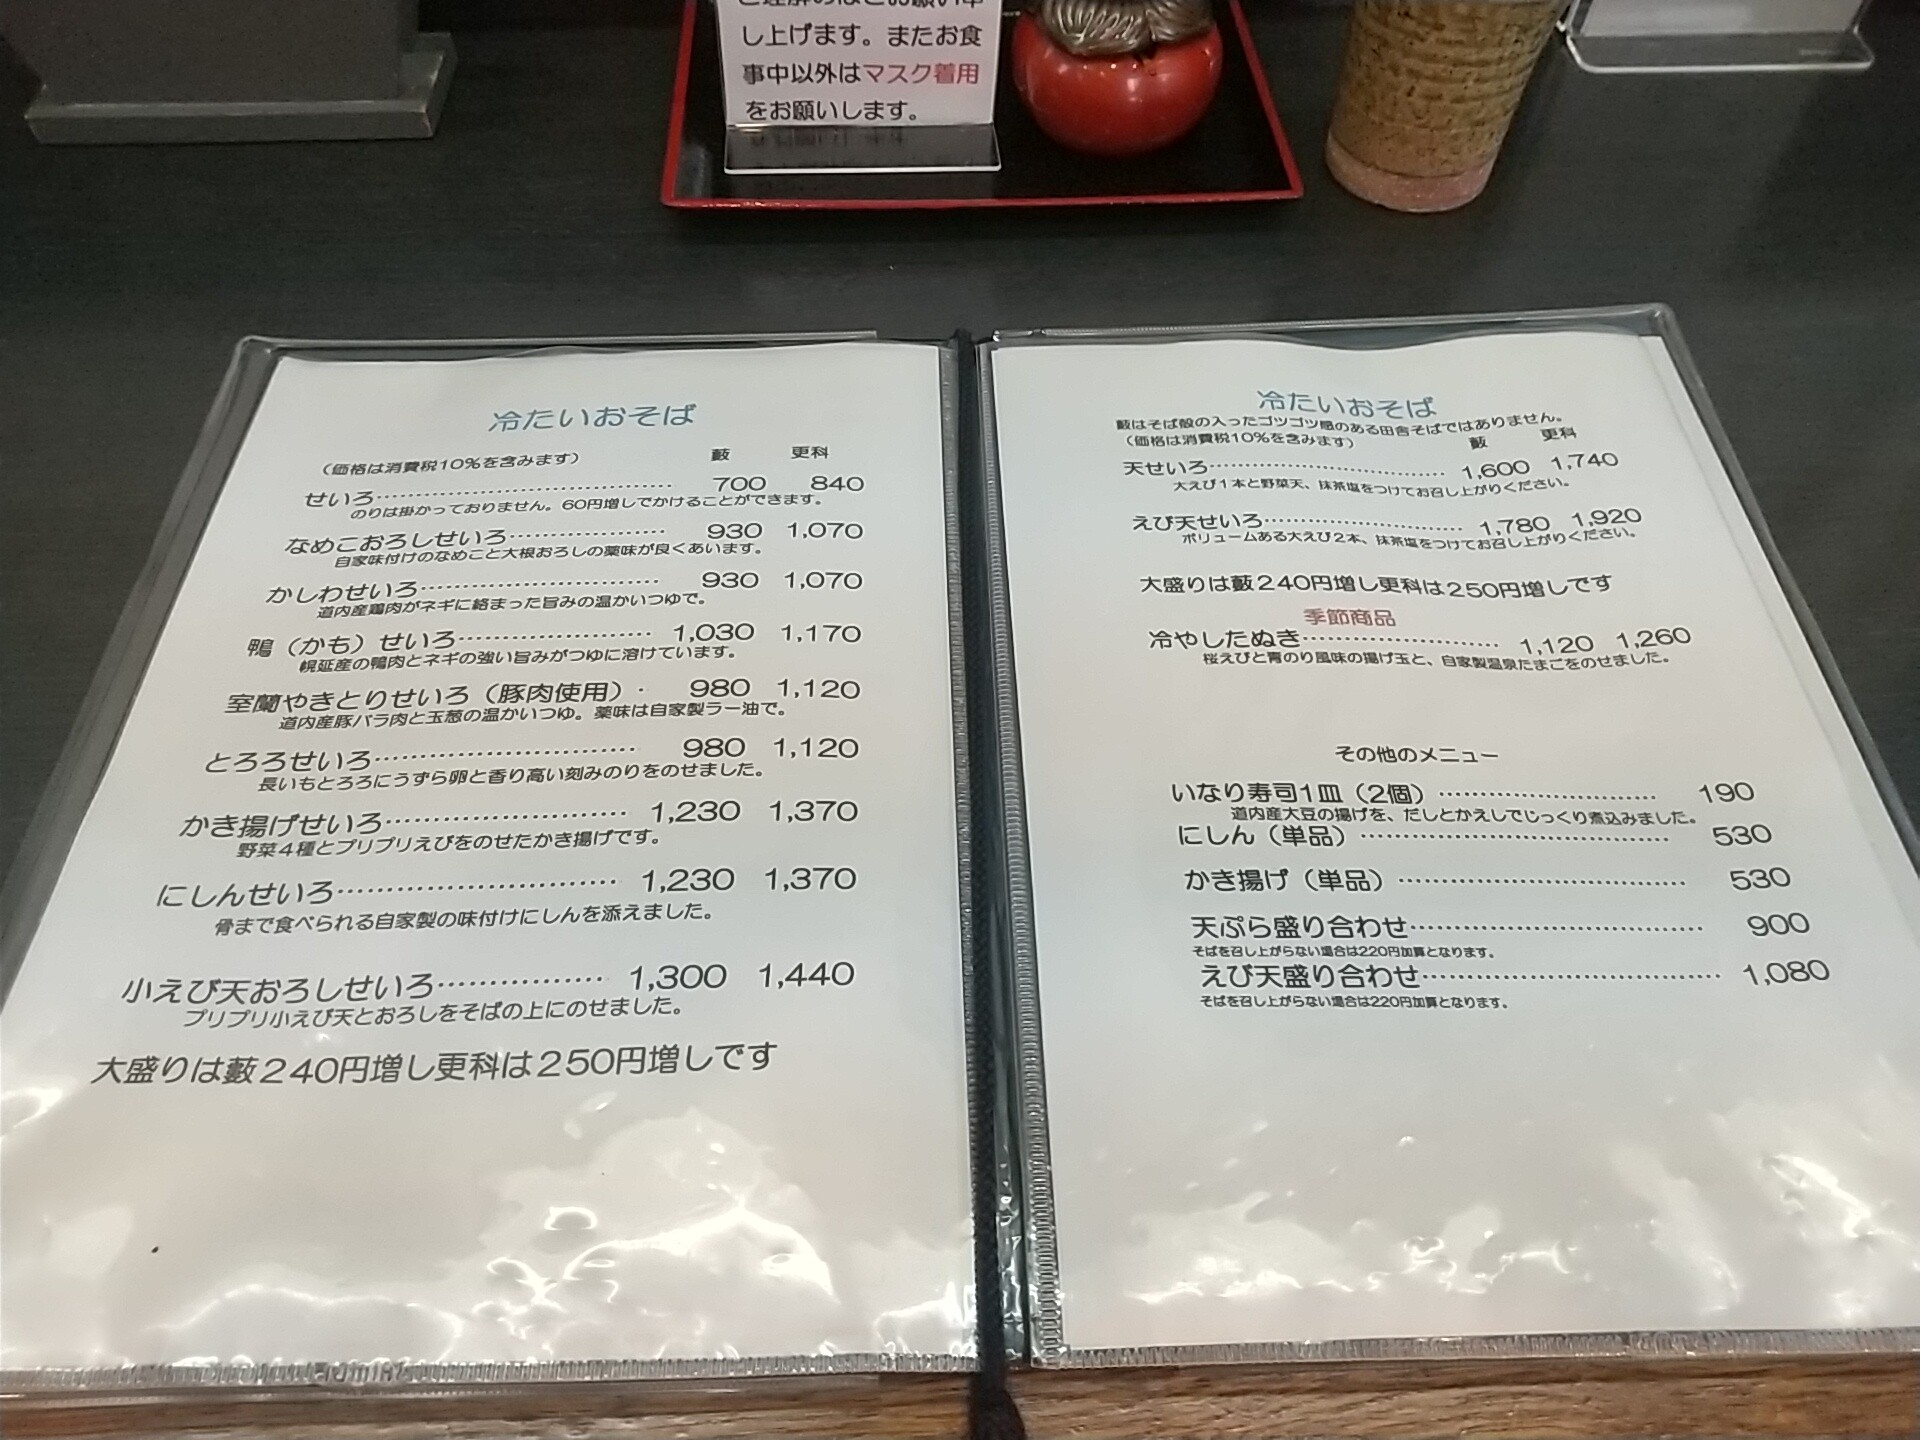 し上げます。またお食
事中以外はマスク着用
をお願いします。
冷たいおそば
（価格は消費税10％を含みます） 藪 更科
せいろ…………………………… 700 840
のりは掛かっておりません。60円増しでかけることができます。
なめこおろしせいろ……………… 930 1,070
自家味付けのなめこと大根おろしの薬味が良くあいます。
かしわせいろ……………………… 930 1,070
道内産鶏肉がネギに絡まった旨みの温かいつゆで。
鴨（かも）せいろ………………… 1,030 1,170
幌延産の鴨肉とネギの強い旨みがつゆに溶けています。
室蘭やきとりせいろ（豚肉使用）・ 980 1,120
道内産豚バラ肉と玉葱の温かいつゆ。薬味は自家製ラー油で。
とろろせいろ……………………… 980 1,120
長いもとろろにうずら卵と香り高い刻みのりをのせました。
かき揚げせいろ…………………… 1,230 1,370
野菜４種とプリプリえびをのせたかき揚げです。
にしんせいろ……………………… 1,230 1,370
骨まで食べられる自家製の味付けにしんを添えました。
小えび天おろしせいろ…………… 1,300 1,440
プリプリ小えび天とおろしをそばの上にのせました。
大盛りは藪２４０円増し更科は２５０円増しです
冷たいおそば
藪はそば殻の入ったゴツゴツ感のある田舎そばではありません。
（価格は消費税10％を含みます） 藪 更科
天せいろ…………………………… 1,600 1,740
大えび１本と野菜天、抹茶塩をつけてお召し上がりください。
えび天せいろ……………………… 1,780 1,920
ボリュームある大えび２本、抹茶塩をつけてお召し上がりください。
大盛りは藪２４０円増し更科は２５０円増しです
季節商品
冷やしたぬき……………………… 1,120 1,260
桜えびと青のり風味の揚げ玉と、自家製温泉たまごをのせました。
その他のメニュー
いなり寿司１皿（２個）………………… 190
道内産大豆の揚げを、だしとかえしでじっくり煮込みました。
にしん（単品）…………………………… 530
かき揚げ（単品）………………………… 530
天ぷら盛り合わせ………………………… 900
そばを召し上がらない場合は220円加算となります。
えび天盛り合わせ………………………… 1,080
そばを召し上がらない場合は220円加算となります。